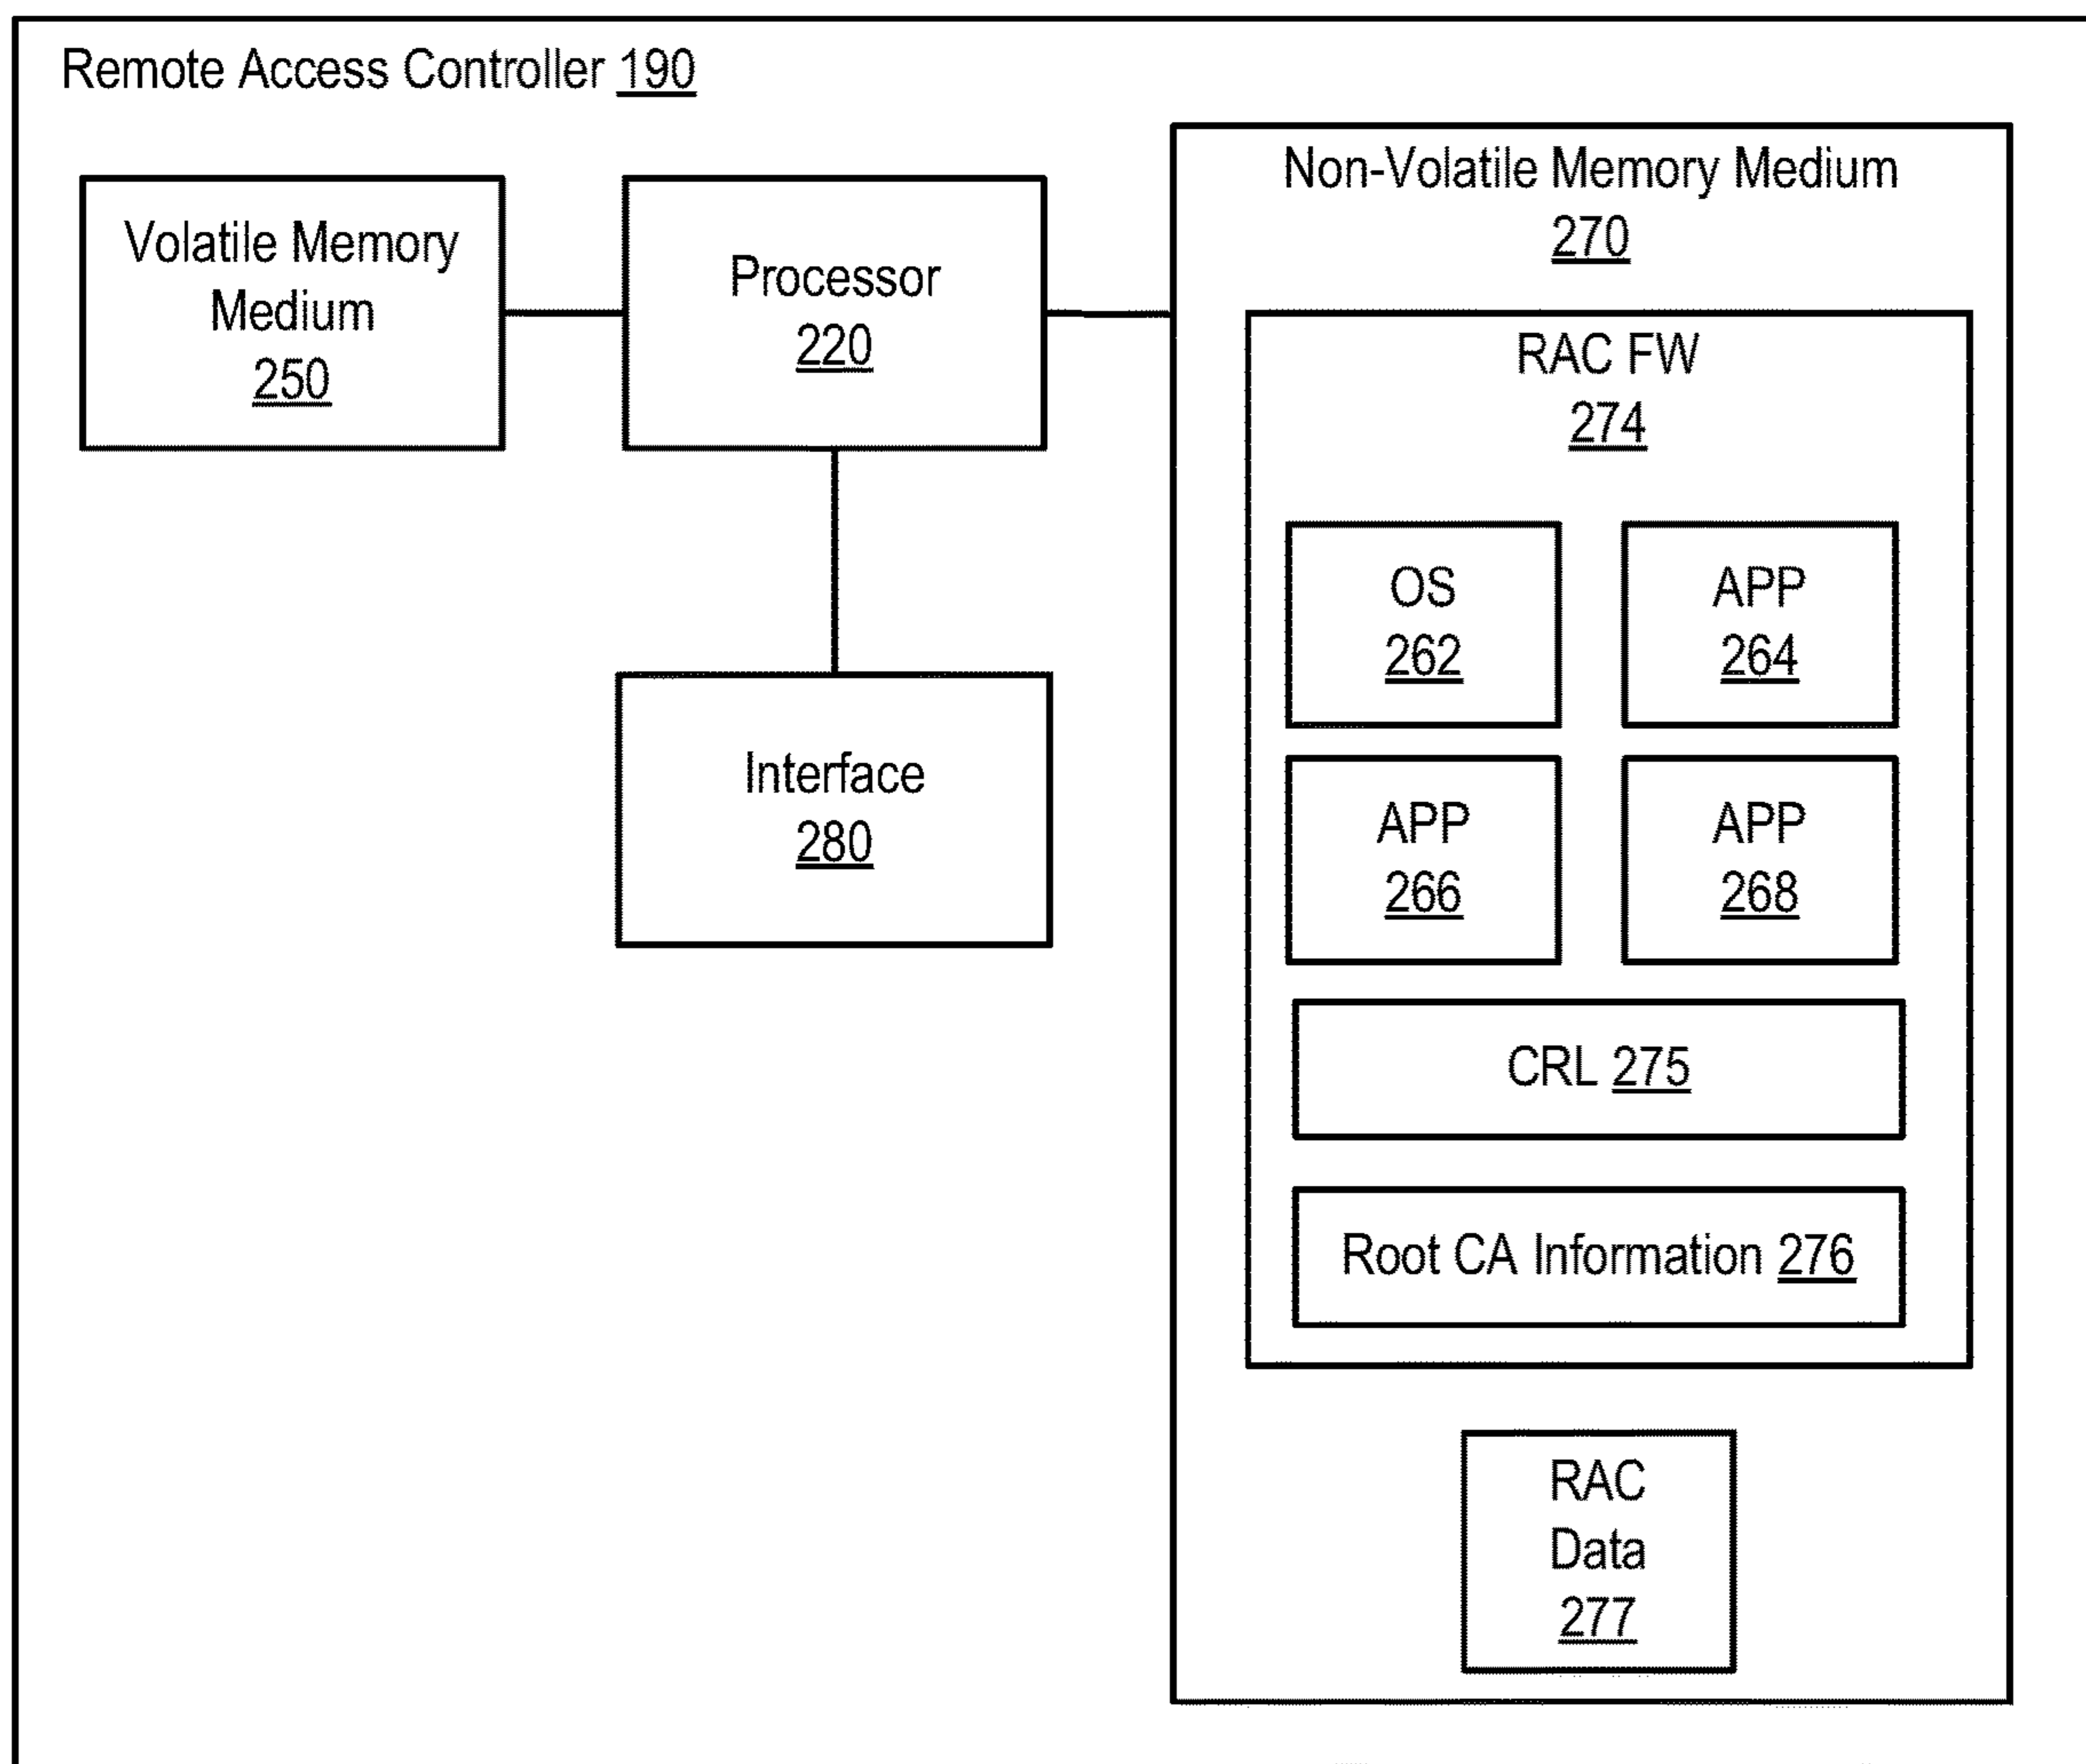 Remote Access Controller 190
Volatile Memory
Medium
250
Processor
220
Interface
280
Non-Volatile Memory Medium
270
RAC FW
274
OS
262
APP
264
APP
266
APP
268
CRL 275
Root CA Information 276
RAC
Data
277